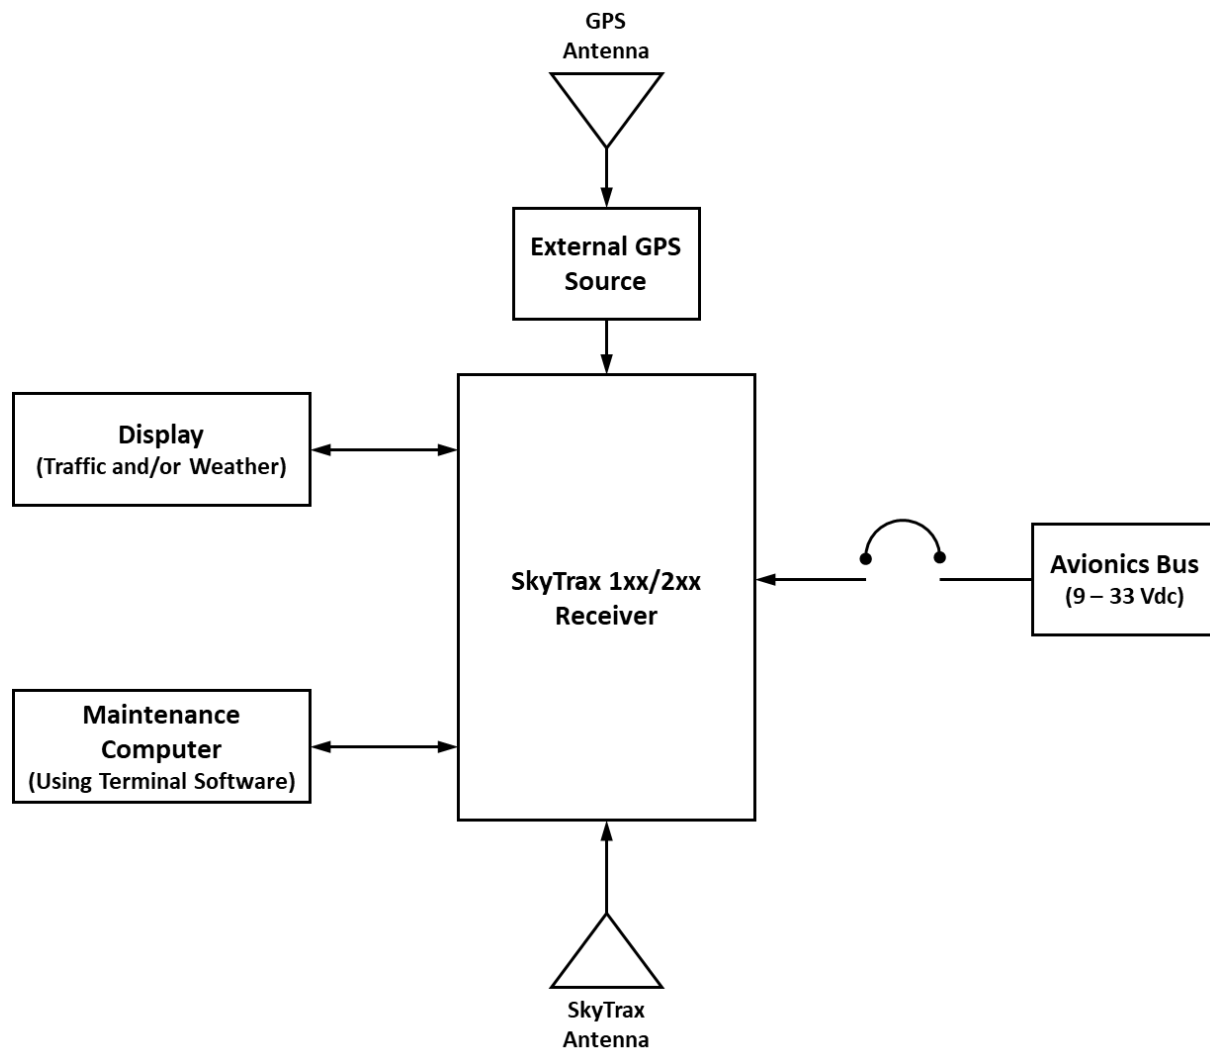 GPS
Antenna
External GPS
Source
Display
(Traffic and/or Weather)
SkyTrax 1xx/2xx
Receiver
Avionics Bus
(9 – 33 Vdc)
Maintenance
Computer
(Using Terminal Software)
SkyTrax
Antenna